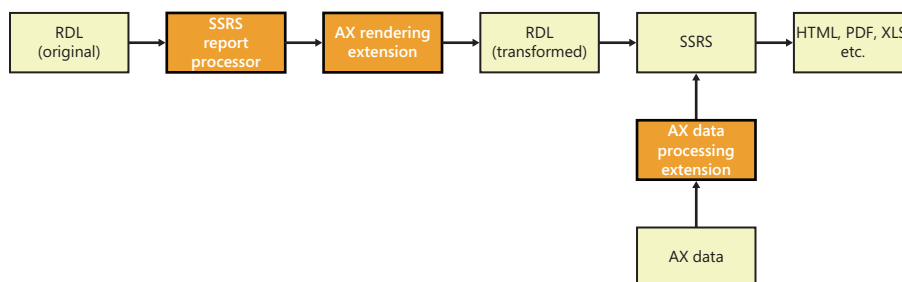 RDL
(original)
SSRS
report
processor
AX rendering
extension
RDL
(transformed)
SSRS
HTML, PDF, XLS
etc.
AX data
processing
extension
AX data